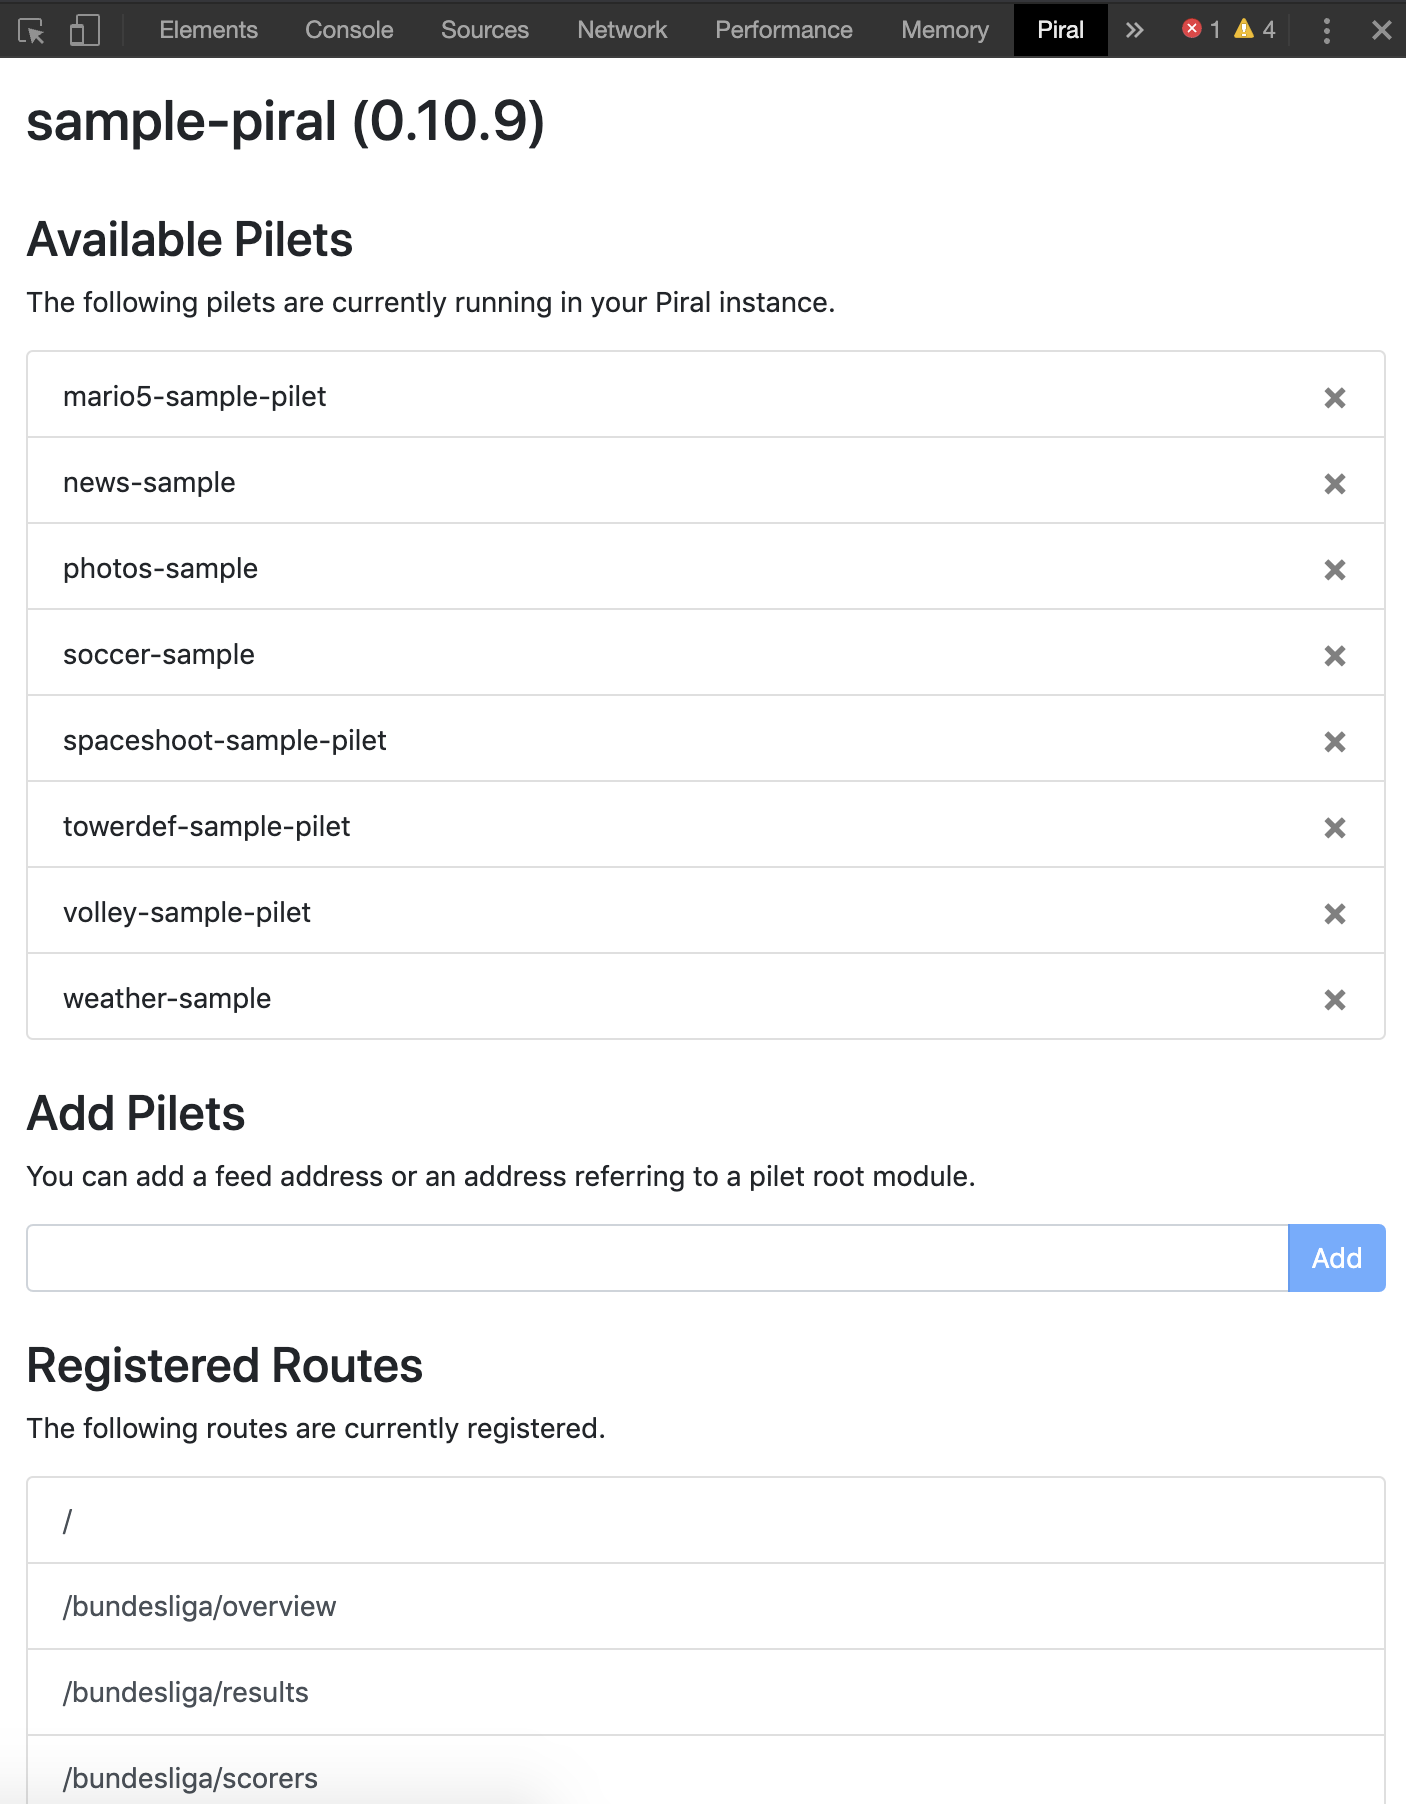 Elements Console Sources Network Performance Memory Piral » 1 4
sample-piral (0.10.9)
Available Pilets
The following pilets are currently running in your Piral instance.
mario5-sample-pilet
news-sample
photos-sample
soccer-sample
spaceshoot-sample-pilet
towerdef-sample-pilet
volley-sample-pilet
weather-sample
Add Pilets
You can add a feed address or an address referring to a pilet root module.
Add
Registered Routes
The following routes are currently registered.
/
/bundesliga/overview
/bundesliga/results
/bundesliga/scorers